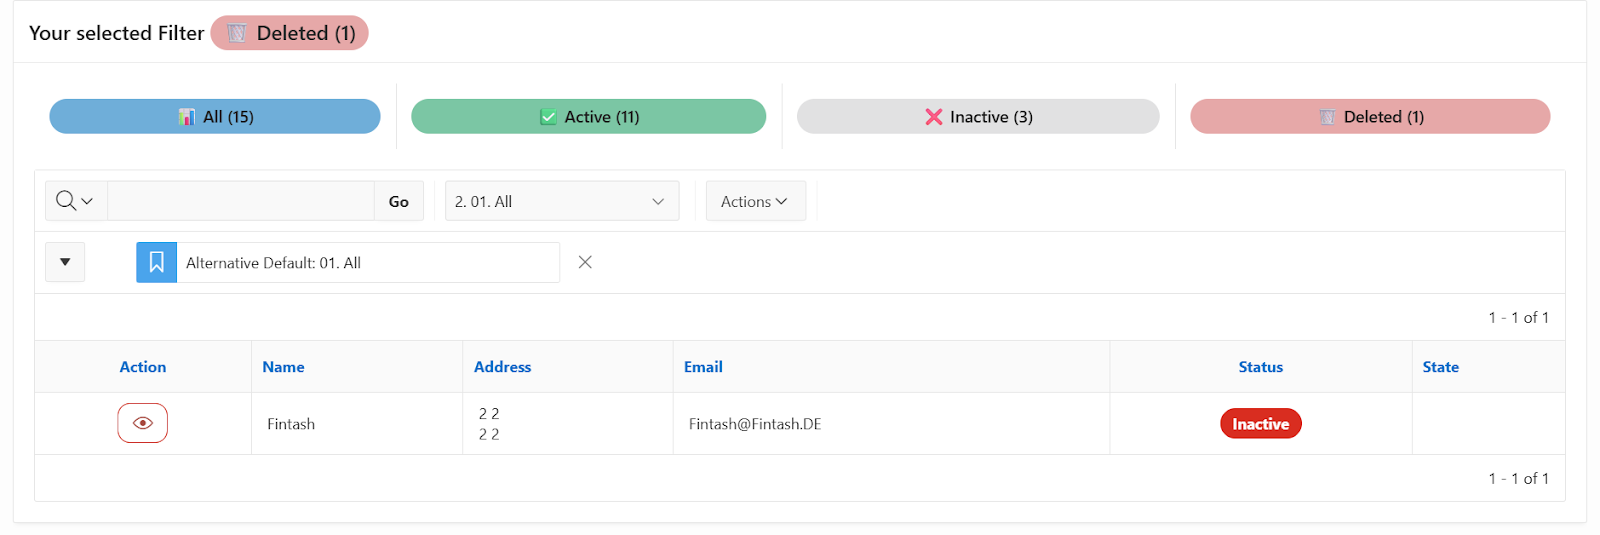 Your selected Filter Deleted (1)
All (15) Active (11) Inactive (3) Deleted (1)
Go 2. 01. All Actions
Alternative Default: 01. All
1 - 1 of 1
Action Name Address Email Status State
Fintash 2 2 Fintash@Fintash.DE Inactive
2 2
1 - 1 of 1